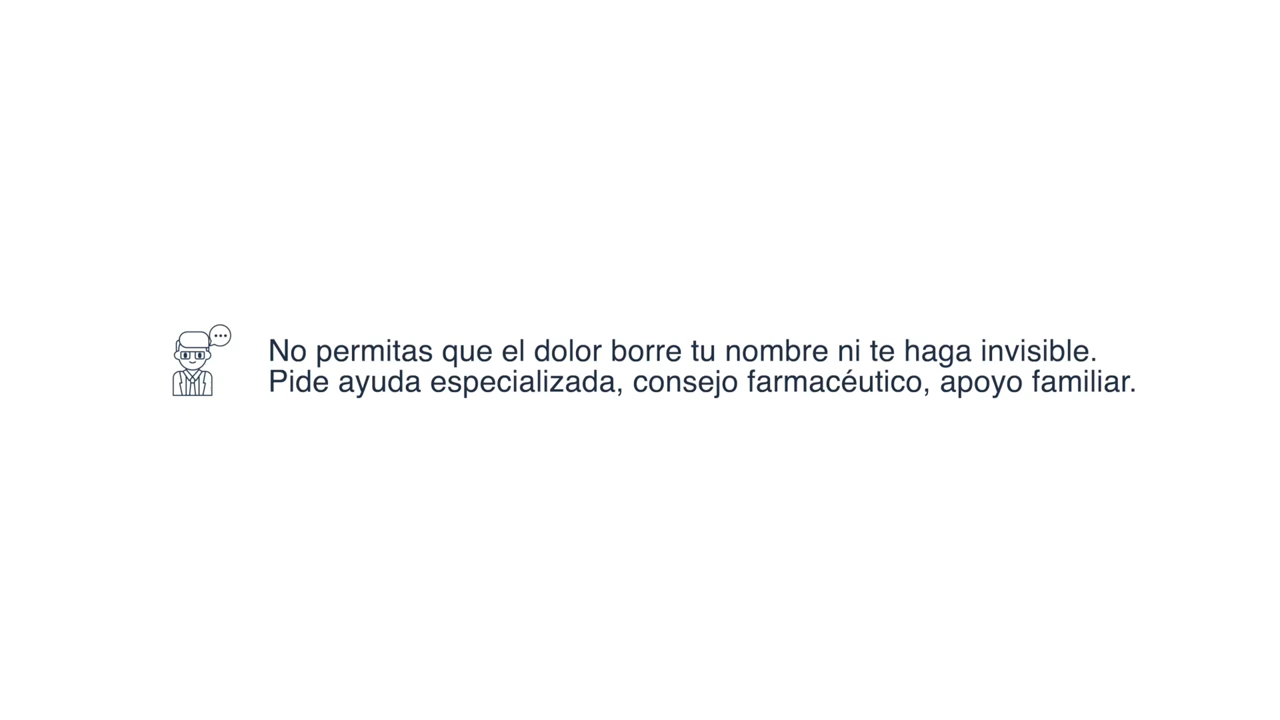 No permitas que el dolor borre tu nombre ni te haga invisible.
Pide ayuda especializada, consejo farmacéutico, apoyo familiar.